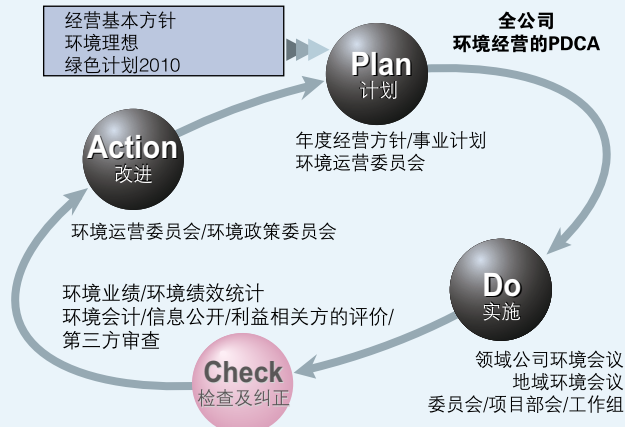 经营基本方针
环境理想
绿色计划2010
全公司
环境经营的PDCA
Plan
计划
年度经营方针/事业计划
环境运营委员会
Action
改进
环境运营委员会/环境政策委员会
环境业绩/环境绩效统计
环境会计/信息公开/利益相关方的评价/
第三方审查
Do
实施
领域公司环境会议
地域环境会议
委员会/项目部会/工作组
Check
检查及纠正